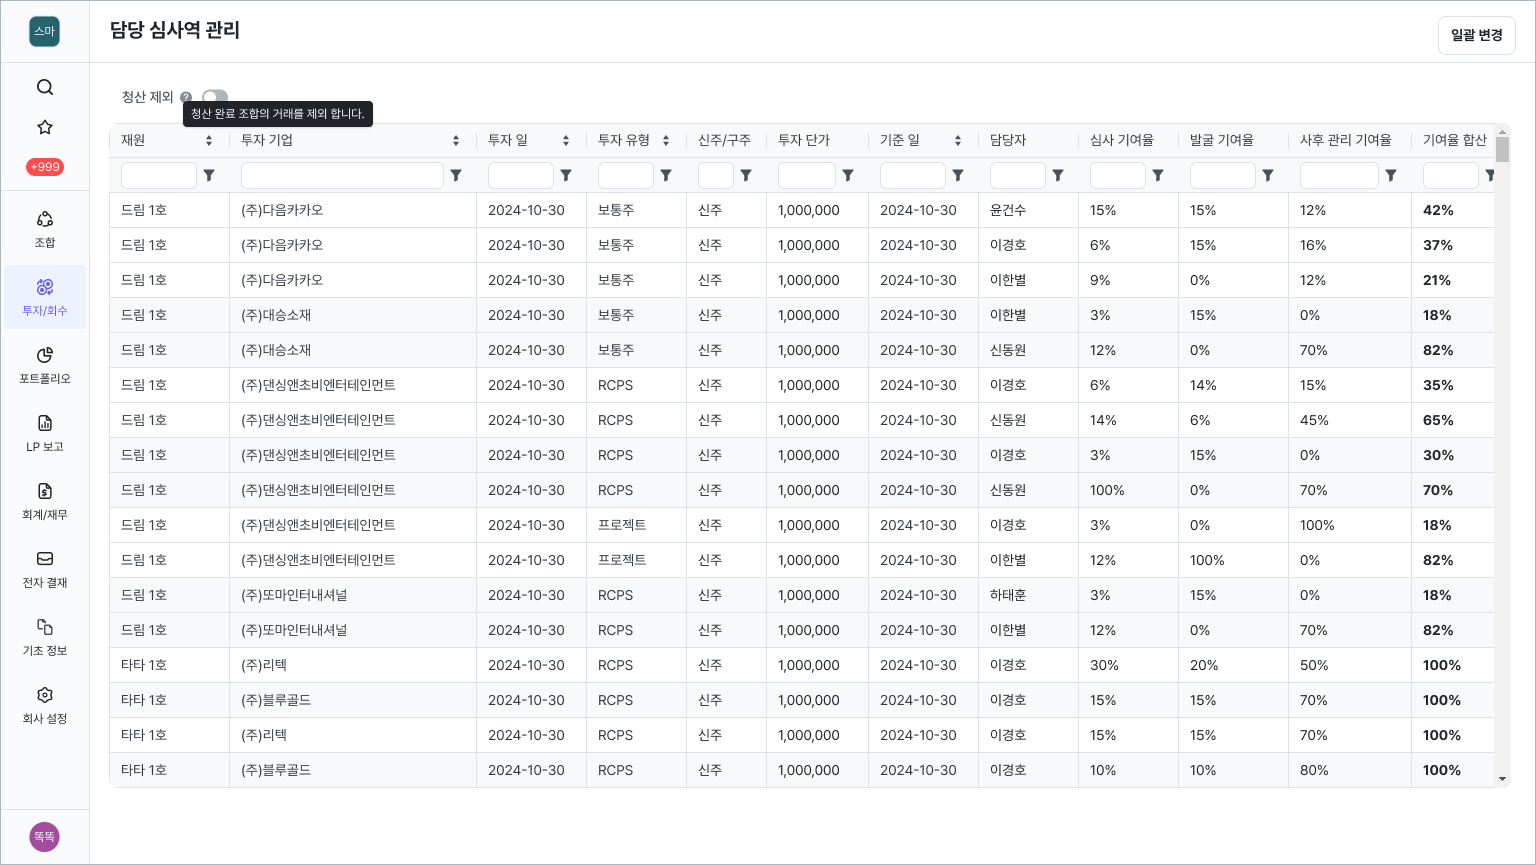 스마
담당 심사역 관리
일괄 변경
+999
조합
투자/회수
포트폴리오
LP 보고
회계/재무
전자 결재
기초 정보
회사 설정
똑똑
청산 제외 ?
청산 완료 조합의 거래를 제외 합니다.
재원 투자 기업 투자 일 투자 유형 신주/구주 투자 단가 기준 일 담당자 심사 기여율 발굴 기여율 사후 관리 기여율 기여율 합산
드림 1호 (주)다음카카오 2024-10-30 보통주 신주 1,000,000 2024-10-30 윤건수 15% 15% 12% 42%
드림 1호 (주)다음카카오 2024-10-30 보통주 신주 1,000,000 2024-10-30 이경호 6% 15% 16% 37%
드림 1호 (주)다음카카오 2024-10-30 보통주 신주 1,000,000 2024-10-30 이한별 9% 0% 12% 21%
드림 1호 (주)대승소재 2024-10-30 보통주 신주 1,000,000 2024-10-30 이한별 3% 15% 0% 18%
드림 1호 (주)대승소재 2024-10-30 보통주 신주 1,000,000 2024-10-30 신동원 12% 0% 70% 82%
드림 1호 (주)댄싱앤초비엔터테인먼트 2024-10-30 RCPS 신주 1,000,000 2024-10-30 이경호 6% 14% 15% 35%
드림 1호 (주)댄싱앤초비엔터테인먼트 2024-10-30 RCPS 신주 1,000,000 2024-10-30 신동원 14% 6% 45% 65%
드림 1호 (주)댄싱앤초비엔터테인먼트 2024-10-30 RCPS 신주 1,000,000 2024-10-30 이경호 3% 15% 0% 30%
드림 1호 (주)댄싱앤초비엔터테인먼트 2024-10-30 RCPS 신주 1,000,000 2024-10-30 신동원 100% 0% 70% 70%
드림 1호 (주)댄싱앤초비엔터테인먼트 2024-10-30 프로젝트 신주 1,000,000 2024-10-30 이경호 3% 0% 100% 18%
드림 1호 (주)댄싱앤초비엔터테인먼트 2024-10-30 프로젝트 신주 1,000,000 2024-10-30 이한별 12% 100% 0% 82%
드림 1호 (주)또마인터내셔널 2024-10-30 RCPS 신주 1,000,000 2024-10-30 하태훈 3% 15% 0% 18%
드림 1호 (주)또마인터내셔널 2024-10-30 RCPS 신주 1,000,000 2024-10-30 이한별 12% 0% 70% 82%
타타 1호 (주)리텍 2024-10-30 RCPS 신주 1,000,000 2024-10-30 이경호 30% 20% 50% 100%
타타 1호 (주)블루골드 2024-10-30 RCPS 신주 1,000,000 2024-10-30 이경호 15% 15% 70% 100%
타타 1호 (주)리텍 2024-10-30 RCPS 신주 1,000,000 2024-10-30 이경호 15% 15% 70% 100%
타타 1호 (주)블루골드 2024-10-30 RCPS 신주 1,000,000 2024-10-30 이경호 10% 10% 80% 100%